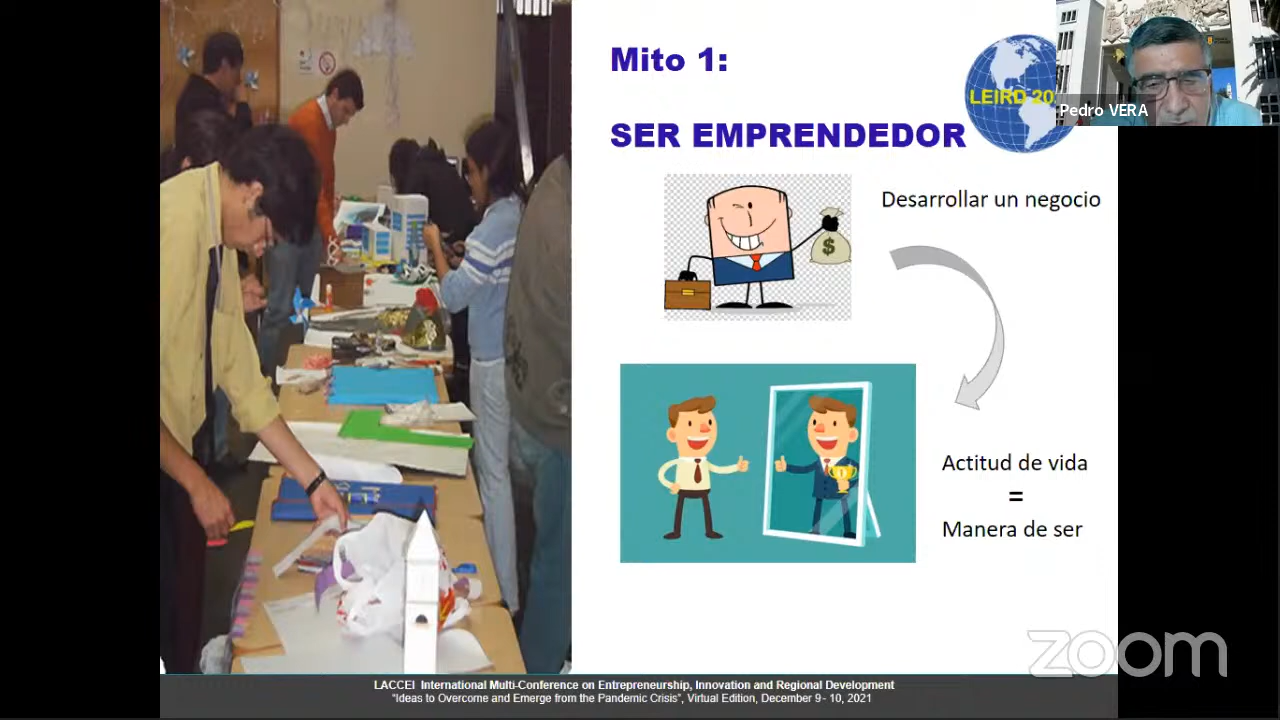 Mito 1:
SER EMPRENDEDOR
LEIRD 20
Pedro VERA
Desarrollar un negocio
$
Actitud de vida
=
Manera de ser
1
zoom
LACCEI International Multi-Conference on Entrepreneurship, Innovation and Regional Development
"Ideas to Overcome and Emerge from the Pandemic Crisis", Virtual Edition, December 9- 10, 2021